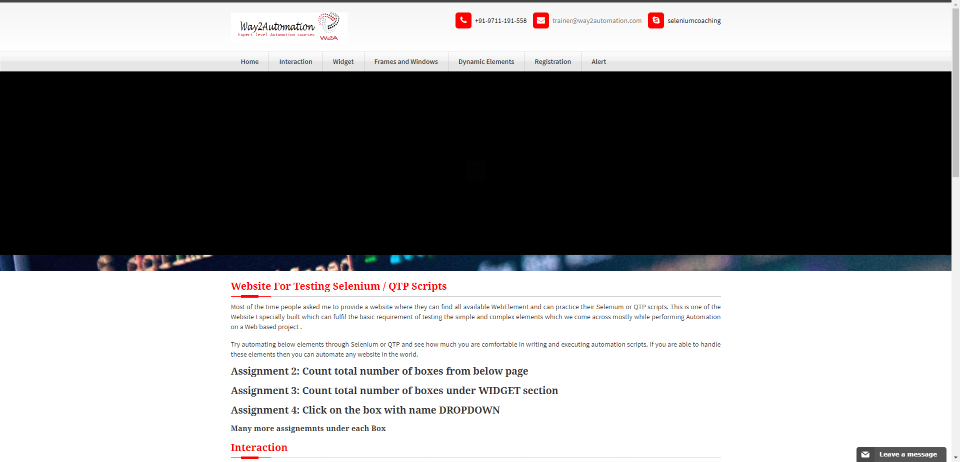 Way2Automation
Expert level Automation courses
W2A
+91-9711-191-558
trainer@way2automation.com
seleniumcoaching
Home
Interaction
Widget
Frames and Windows
Dynamic Elements
Registration
Alert
Website For Testing Selenium / QTP Scripts
Most of the time people asked me to provide a website where they can find all available WebElement and can practice their Selenium or QTP scripts. This is one of the
Website I specially built which can fulfil the basic requirement of testing the simple and complex elements which we come across mostly while performing Automation
on a Web based project .
Try automating below elements through Selenium or QTP and see how much you are comfortable in writing and executing automation scripts. If you are able to handle
these elements then you can automate any website in the world.
Assignment 2: Count total number of boxes from below page
Assignment 3: Count total number of boxes under WIDGET section
Assignment 4: Click on the box with name DROPDOWN
Many more assignemnts under each Box
Interaction
Leave a message